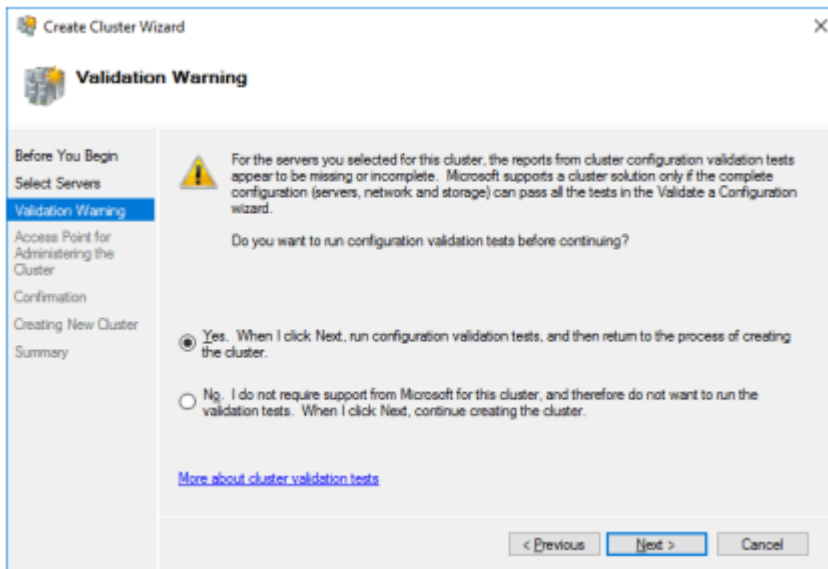 Create Cluster Wizard
Validation Warning
Before You Begin
Select Servers
Validation Warning
Access Point for
Administering the
Cluster
Confirmation
Creating New Cluster
Summary
For the servers you selected for this cluster, the reports from cluster configuration validation tests
appear to be missing or incomplete. Microsoft supports a cluster solution only if the complete
configuration (servers, network and storage) can pass all the tests in the Validate a Configuration
wizard.
Do you want to run configuration validation tests before continuing?
Yes. When I click Next, run configuration validation tests, and then return to the process of creating
the cluster.
No. I do not require support from Microsoft for this cluster, and therefore do not want to run the
validation tests. When I click Next, continue creating the cluster.
More about cluster validation tests
< Previous
Next >
Cancel